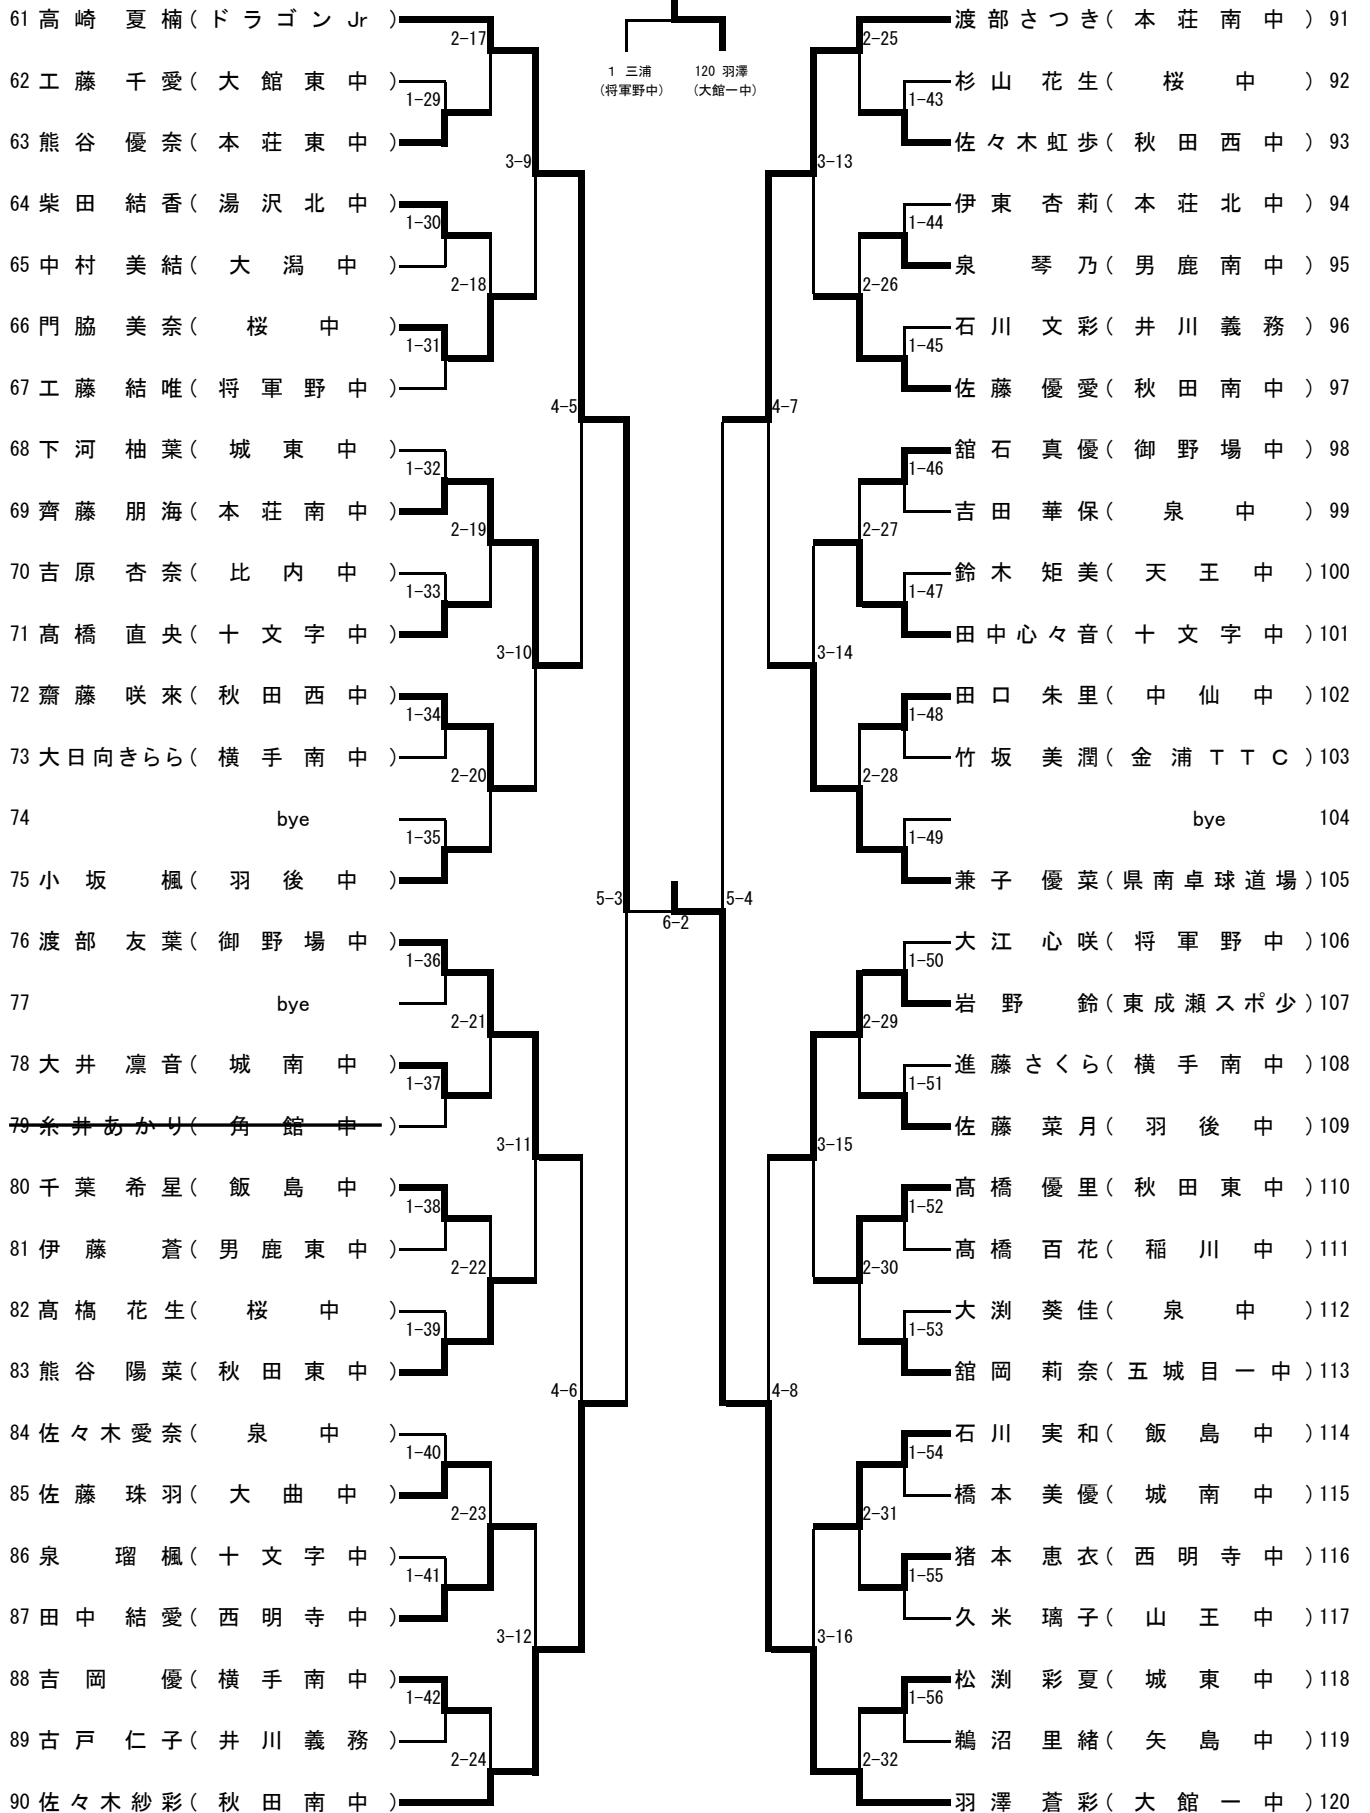 1 三浦
(将軍野中)
120 羽澤
(大館一中)
61 高崎 夏楠(ドラゴンJr)
62 工藤 千愛(大館東中)
63 熊谷 優奈(本荘東中)
64 柴田 結香(湯沢北中)
65 中村 美結(大潟中)
66 門脇 美奈(桜中)
67 工藤 結唯(将軍野中)
68 下河 柚葉(城東中)
69 齊藤 朋海(本荘南中)
70 吉原 杏奈(比内中)
71 髙橋 直央(十文字中)
72 齋藤 咲來(秋田西中)
73 大日向きらら(横手南中)
74 bye
75 小坂 楓(羽後中)
76 渡部 友葉(御野場中)
77 bye
78 大井 凛音(城南中)
79 糸井あかり(角館中)
80 千葉 希星(飯島中)
81 伊藤 蒼(男鹿東中)
82 髙橋 花生(桜中)
83 熊谷 陽菜(秋田東中)
84 佐々木愛奈(泉中)
85 佐藤 珠羽(大曲中)
86 泉 瑠楓(十文字中)
87 田中 結愛(西明寺中)
88 吉岡 優(横手南中)
89 古戸 仁子(井川義務)
90 佐々木紗彩(秋田南中)
1-29
1-30
1-31
1-32
1-33
1-34
1-35
1-36
1-37
1-38
1-39
1-40
1-41
1-42
2-17
2-18
2-19
2-20
2-21
2-22
2-23
2-24
3-9
3-10
3-11
3-12
4-5
4-6
5-3
6-2
5-4
4-7
4-8
3-13
3-14
3-15
3-16
2-25
2-26
2-27
2-28
2-29
2-30
2-31
2-32
1-43
1-44
1-45
1-46
1-47
1-48
1-49
1-50
1-51
1-52
1-53
1-54
1-55
1-56
渡部さつき(本荘南中) 91
杉山 花生(桜中) 92
佐々木虹歩(秋田西中) 93
伊東 杏莉(本荘北中) 94
泉 琴乃(男鹿南中) 95
石川 文彩(井川義務) 96
佐藤 優愛(秋田南中) 97
舘石 真優(御野場中) 98
吉田 華保(泉中) 99
鈴木 矩美(天王中) 100
田中心々音(十文字中) 101
田口 朱里(中仙中) 102
竹坂 美潤(金浦TTC) 103
bye 104
兼子 優菜(県南卓球道場) 105
大江 心咲(将軍野中) 106
岩野 鈴(東成瀬スポ少) 107
進藤さくら(横手南中) 108
佐藤 菜月(羽後中) 109
髙橋 優里(秋田東中) 110
髙橋 百花(稲川中) 111
大渕 葵佳(泉中) 112
舘岡 莉奈(五城目一中) 113
石川 実和(飯島中) 114
橋本 美優(城南中) 115
猪本 恵衣(西明寺中) 116
久米 璃子(山王中) 117
松渕 彩夏(城東中) 118
鵜沼 里緒(矢島中) 119
羽澤 蒼彩(大館一中) 120